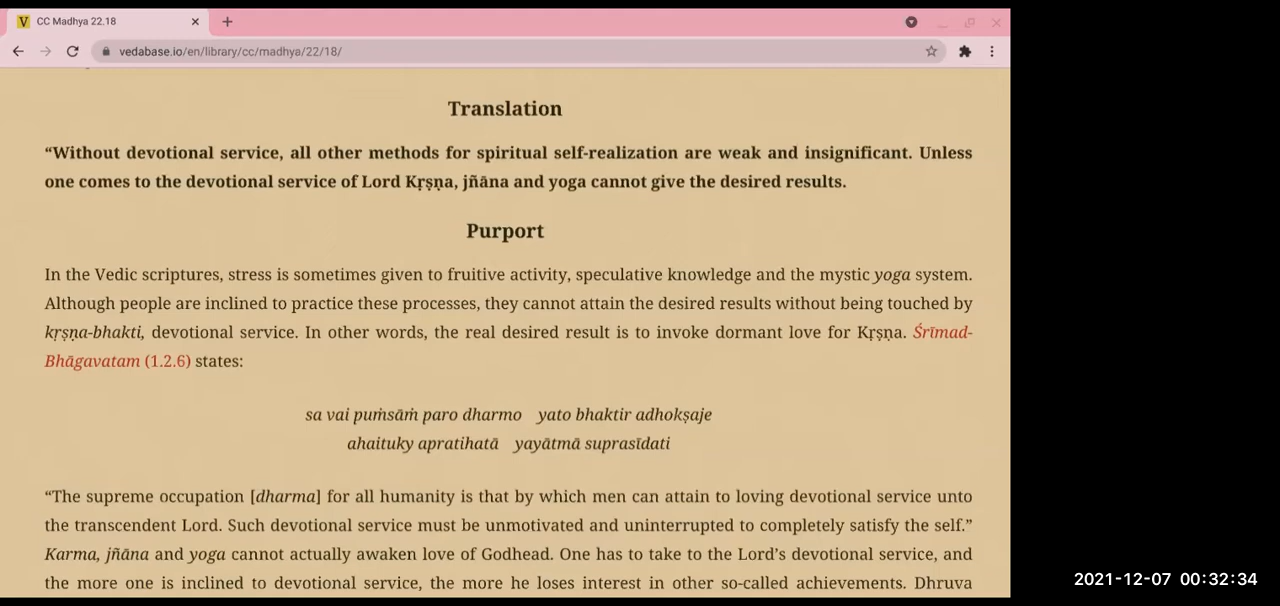 CC Madhya 22.18
vedabase.io/en/library/cc/madhya/22/18/
Translation
“Without devotional service, all other methods for spiritual self-realization are weak and insignificant. Unless
one comes to the devotional service of Lord Kṛṣṇa, jñāna and yoga cannot give the desired results.
Purport
In the Vedic scriptures, stress is sometimes given to fruitive activity, speculative knowledge and the mystic yoga system.
Although people are inclined to practice these processes, they cannot attain the desired results without being touched by
kṛṣṇa-bhakti, devotional service. In other words, the real desired result is to invoke dormant love for Kṛṣṇa. Śrīmad-
Bhāgavatam (1.2.6) states:
sa vai puṁsāṁ paro dharmo yato bhaktir adhokṣaje
ahaituky apratihatā yayātmā suprasīdati
“The supreme occupation [dharma] for all humanity is that by which men can attain to loving devotional service unto
the transcendent Lord. Such devotional service must be unmotivated and uninterrupted to completely satisfy the self.”
Karma, jñāna and yoga cannot actually awaken love of Godhead. One has to take to the Lord’s devotional service, and
the more one is inclined to devotional service, the more he loses interest in other so-called achievements. Dhruva
2021-12-07 00:32:34